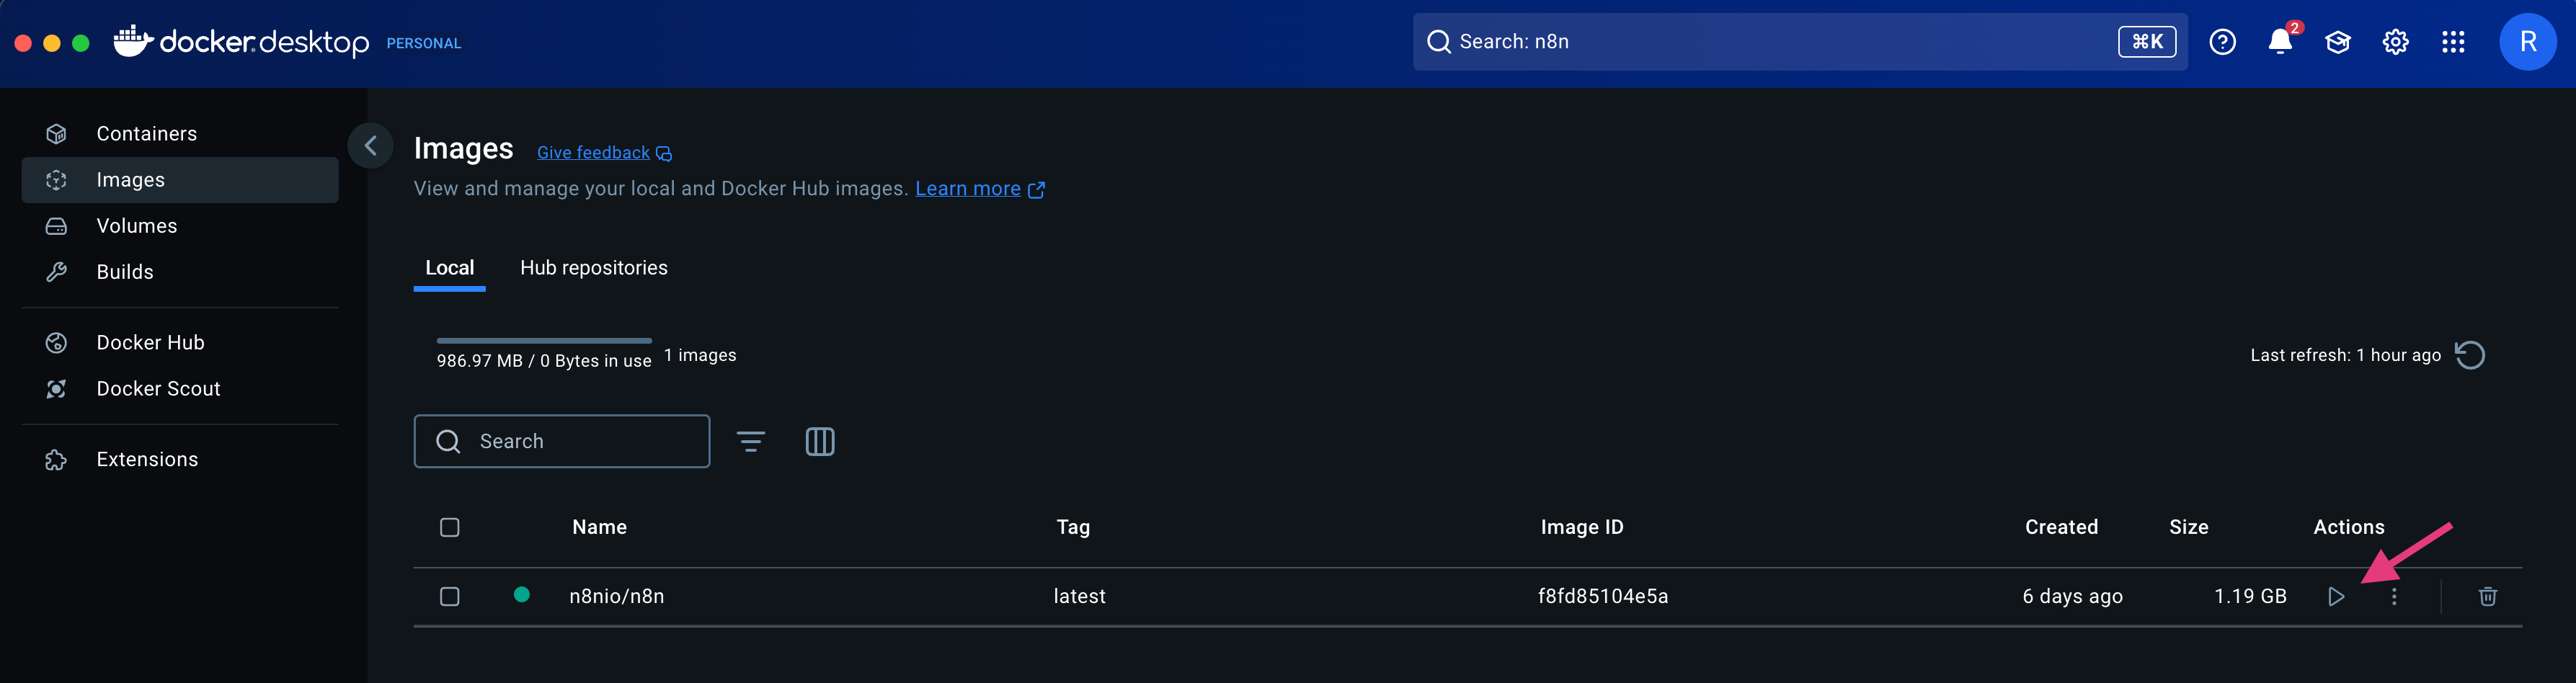 docker desktop PERSONAL
Search: n8n
⌘K
2
R
Containers
Images
Volumes
Builds
Docker Hub
Docker Scout
Extensions
Images Give feedback
View and manage your local and Docker Hub images. Learn more
Local Hub repositories
986.97 MB / 0 Bytes in use 1 images
Last refresh: 1 hour ago
Search
Name Tag Image ID Created Size Actions
n8nio/n8n latest f8fd85104e5a 6 days ago 1.19 GB